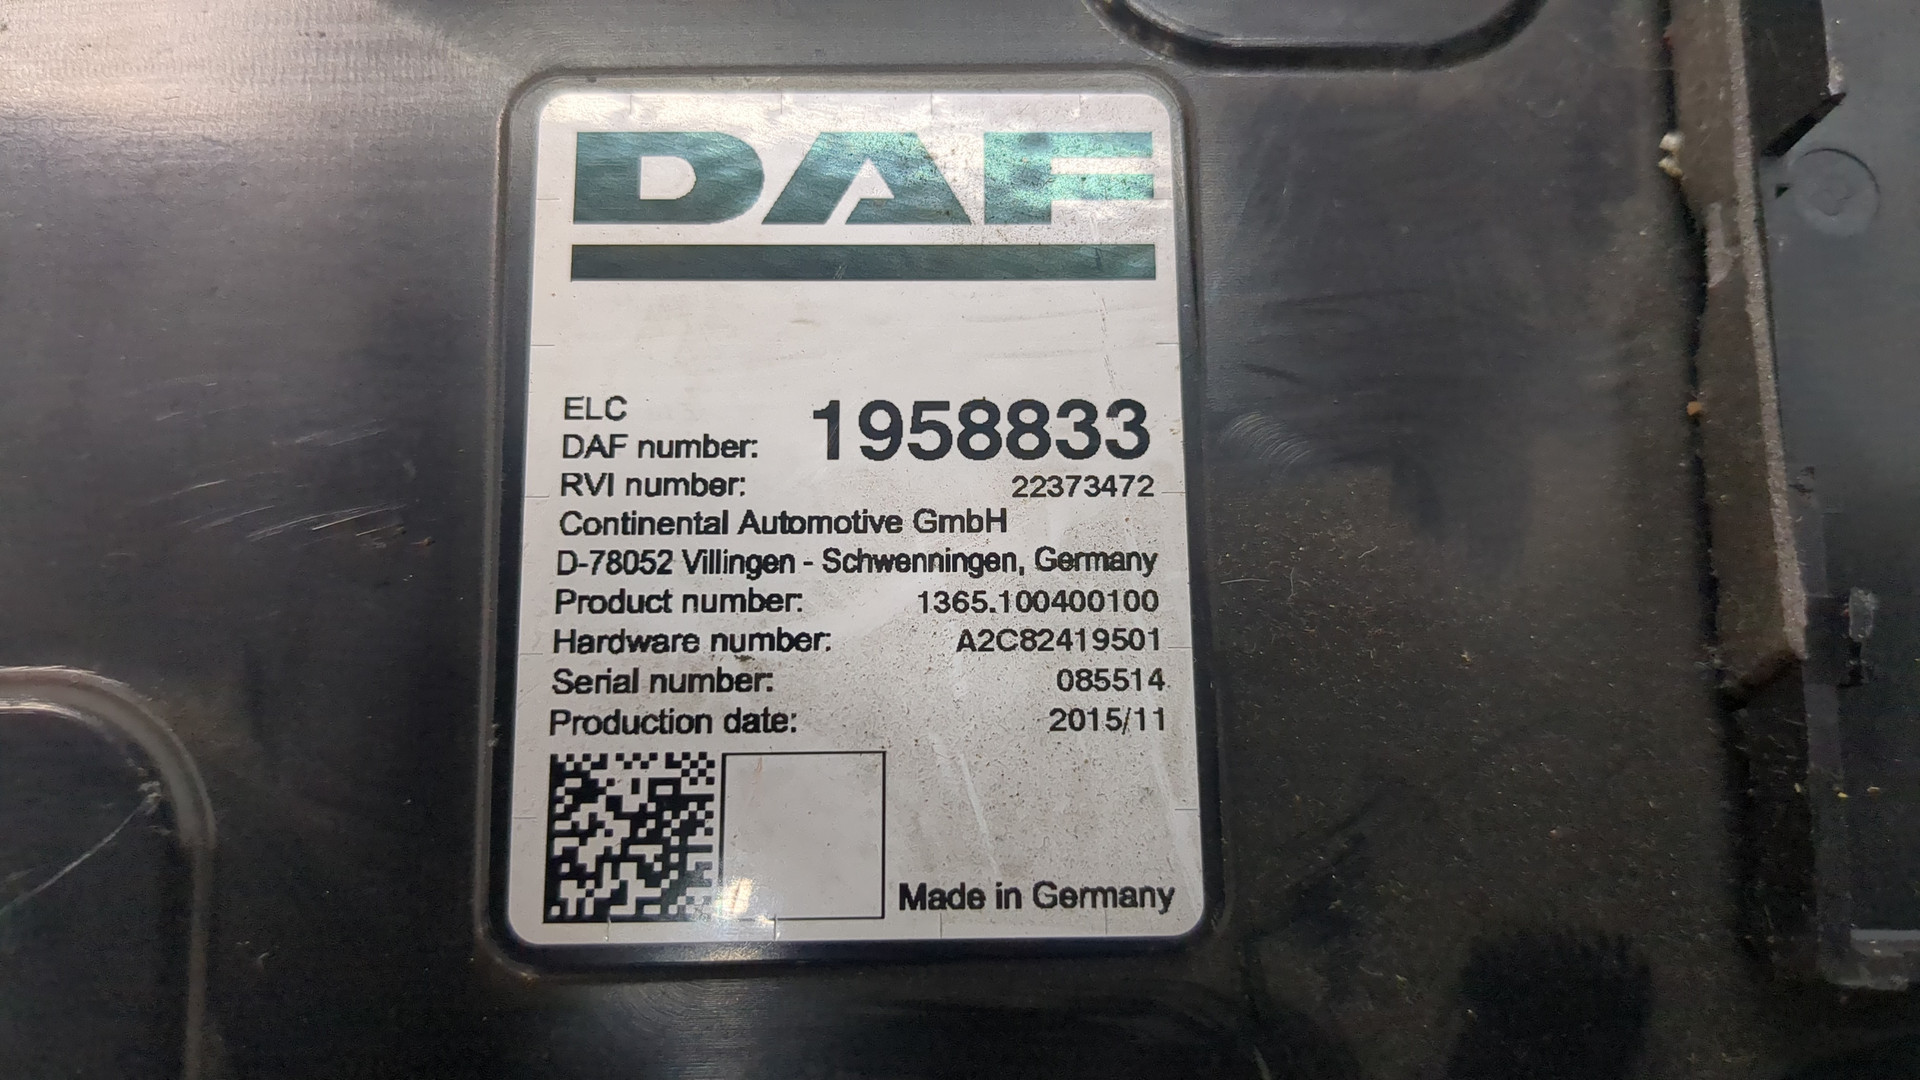 DAF
ELC
DAF number: 1958833
RVI number: 22373472
Continental Automotive GmbH
D-78052 Villingen - Schwenningen, Germany
Product number: 1365.100400100
Hardware number: A2C82419501
Serial number: 085514
Production date: 2015/11
Made in Germany